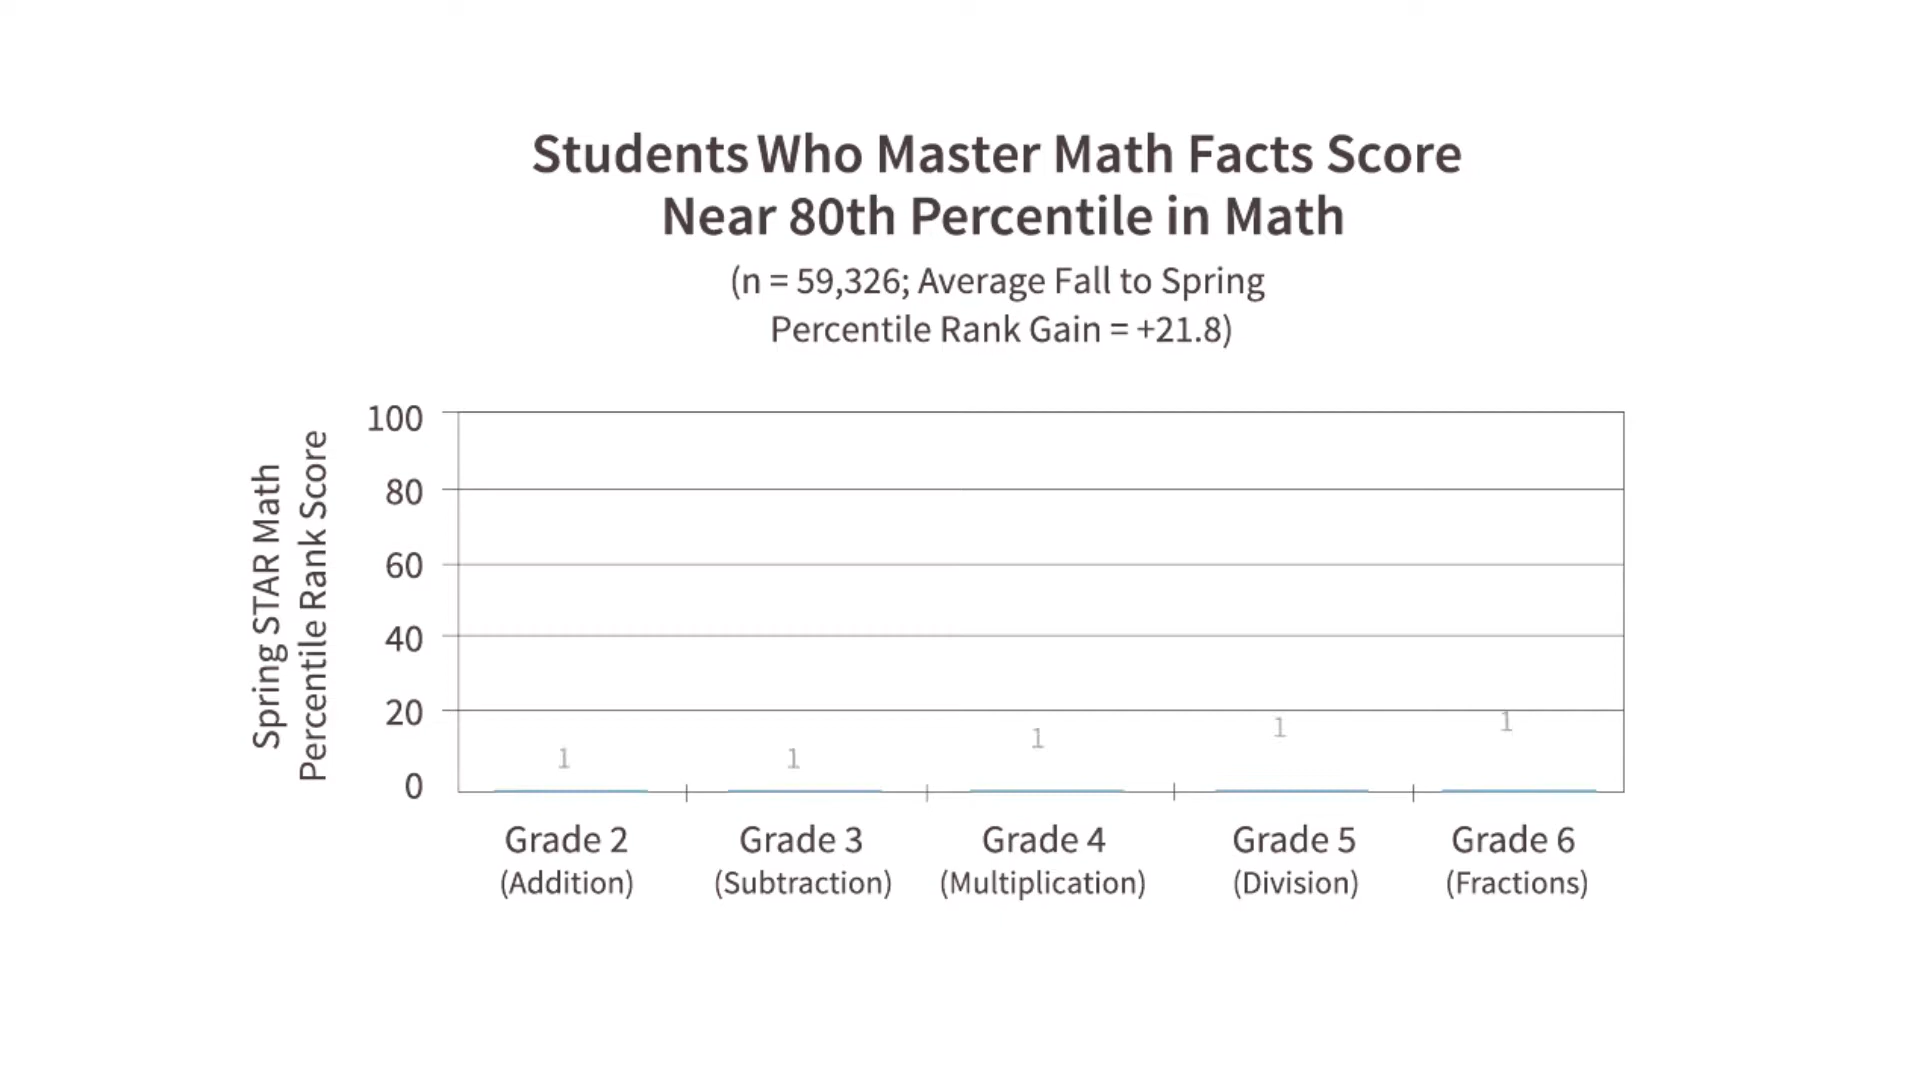 Students Who Master Math Facts Score
Near 80th Percentile in Math
(n = 59,326; Average Fall to Spring
Percentile Rank Gain = +21.8)
Spring STAR Math
Percentile Rank Score
100
80
60
40
20
0
1
1
1
1
1
Grade 2
(Addition)
Grade 3
(Subtraction)
Grade 4
(Multiplication)
Grade 5
(Division)
Grade 6
(Fractions)